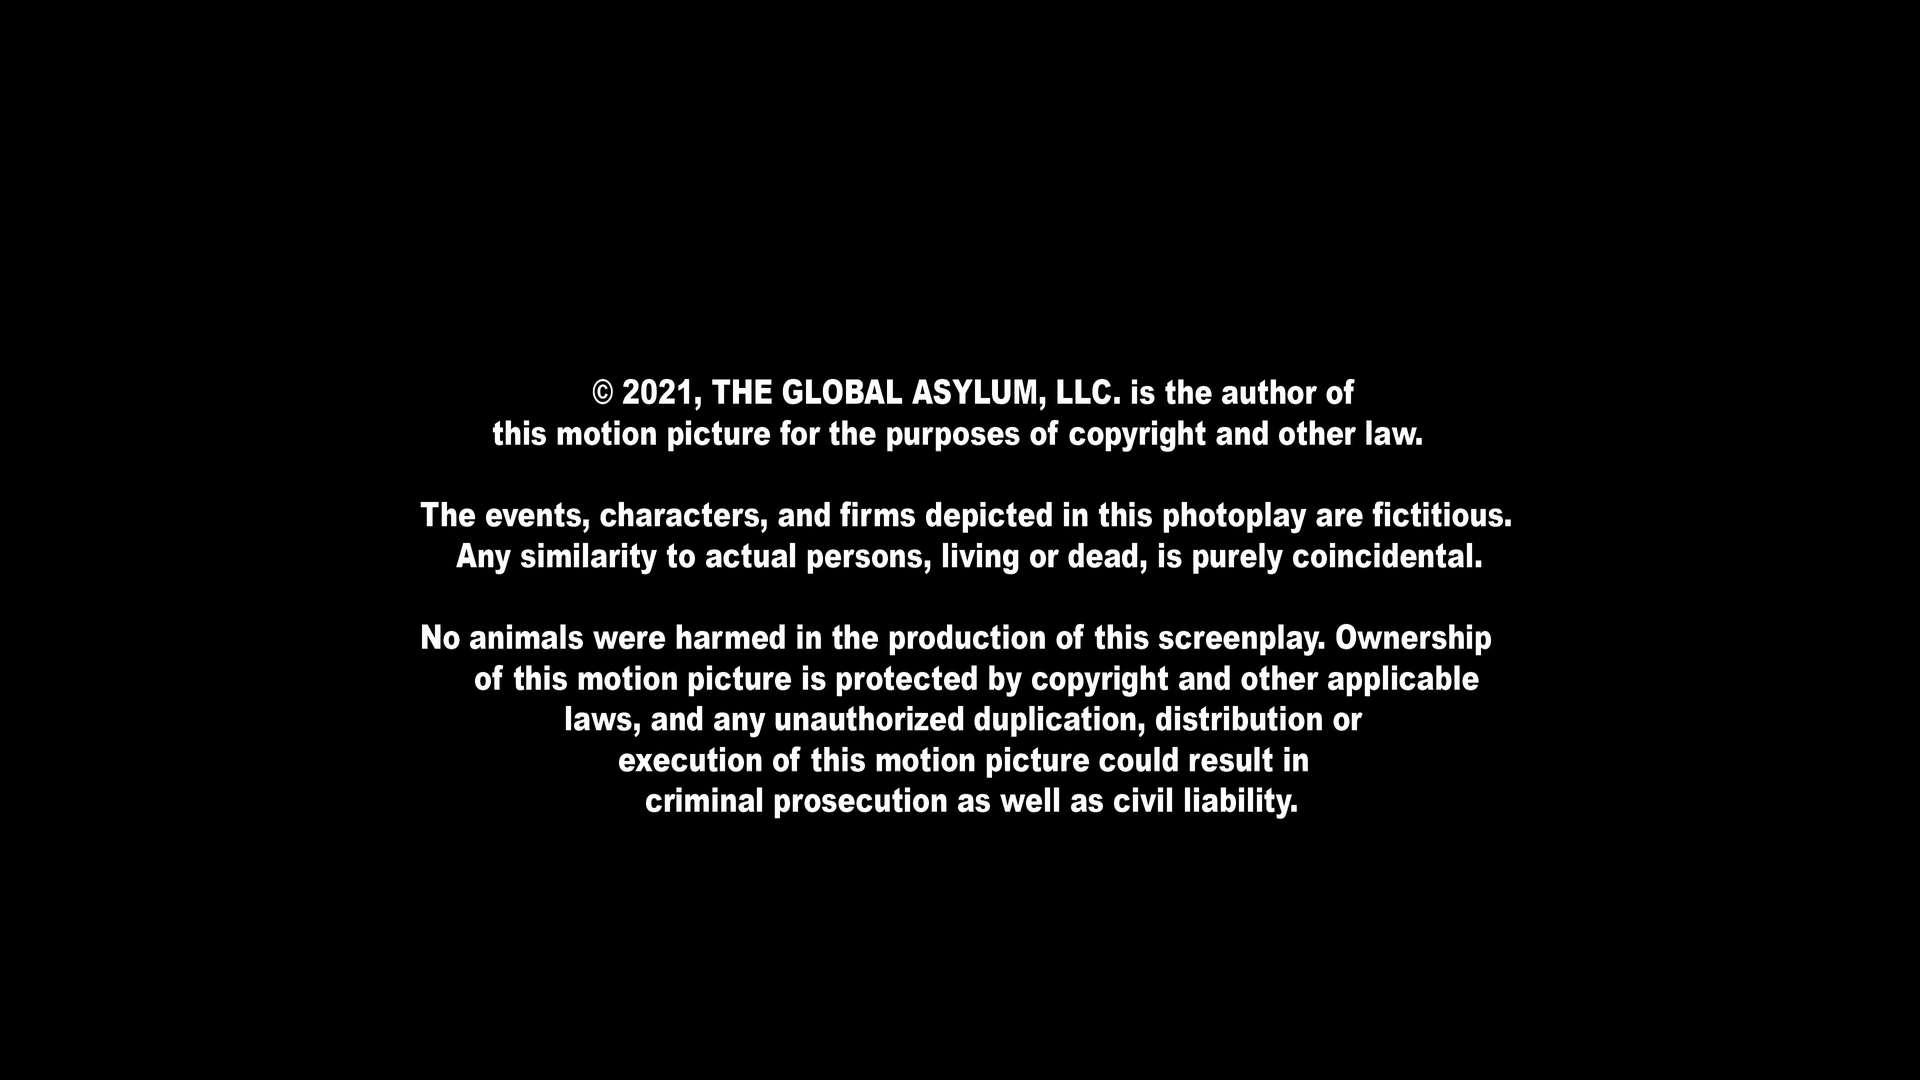 © 2021, THE GLOBAL ASYLUM, LLC. is the author of
this motion picture for the purposes of copyright and other law.
The events, characters, and firms depicted in this photoplay are fictitious.
Any similarity to actual persons, living or dead, is purely coincidental.
No animals were harmed in the production of this screenplay. Ownership
of this motion picture is protected by copyright and other applicable
laws, and any unauthorized duplication, distribution or
execution of this motion picture could result in
criminal prosecution as well as civil liability.